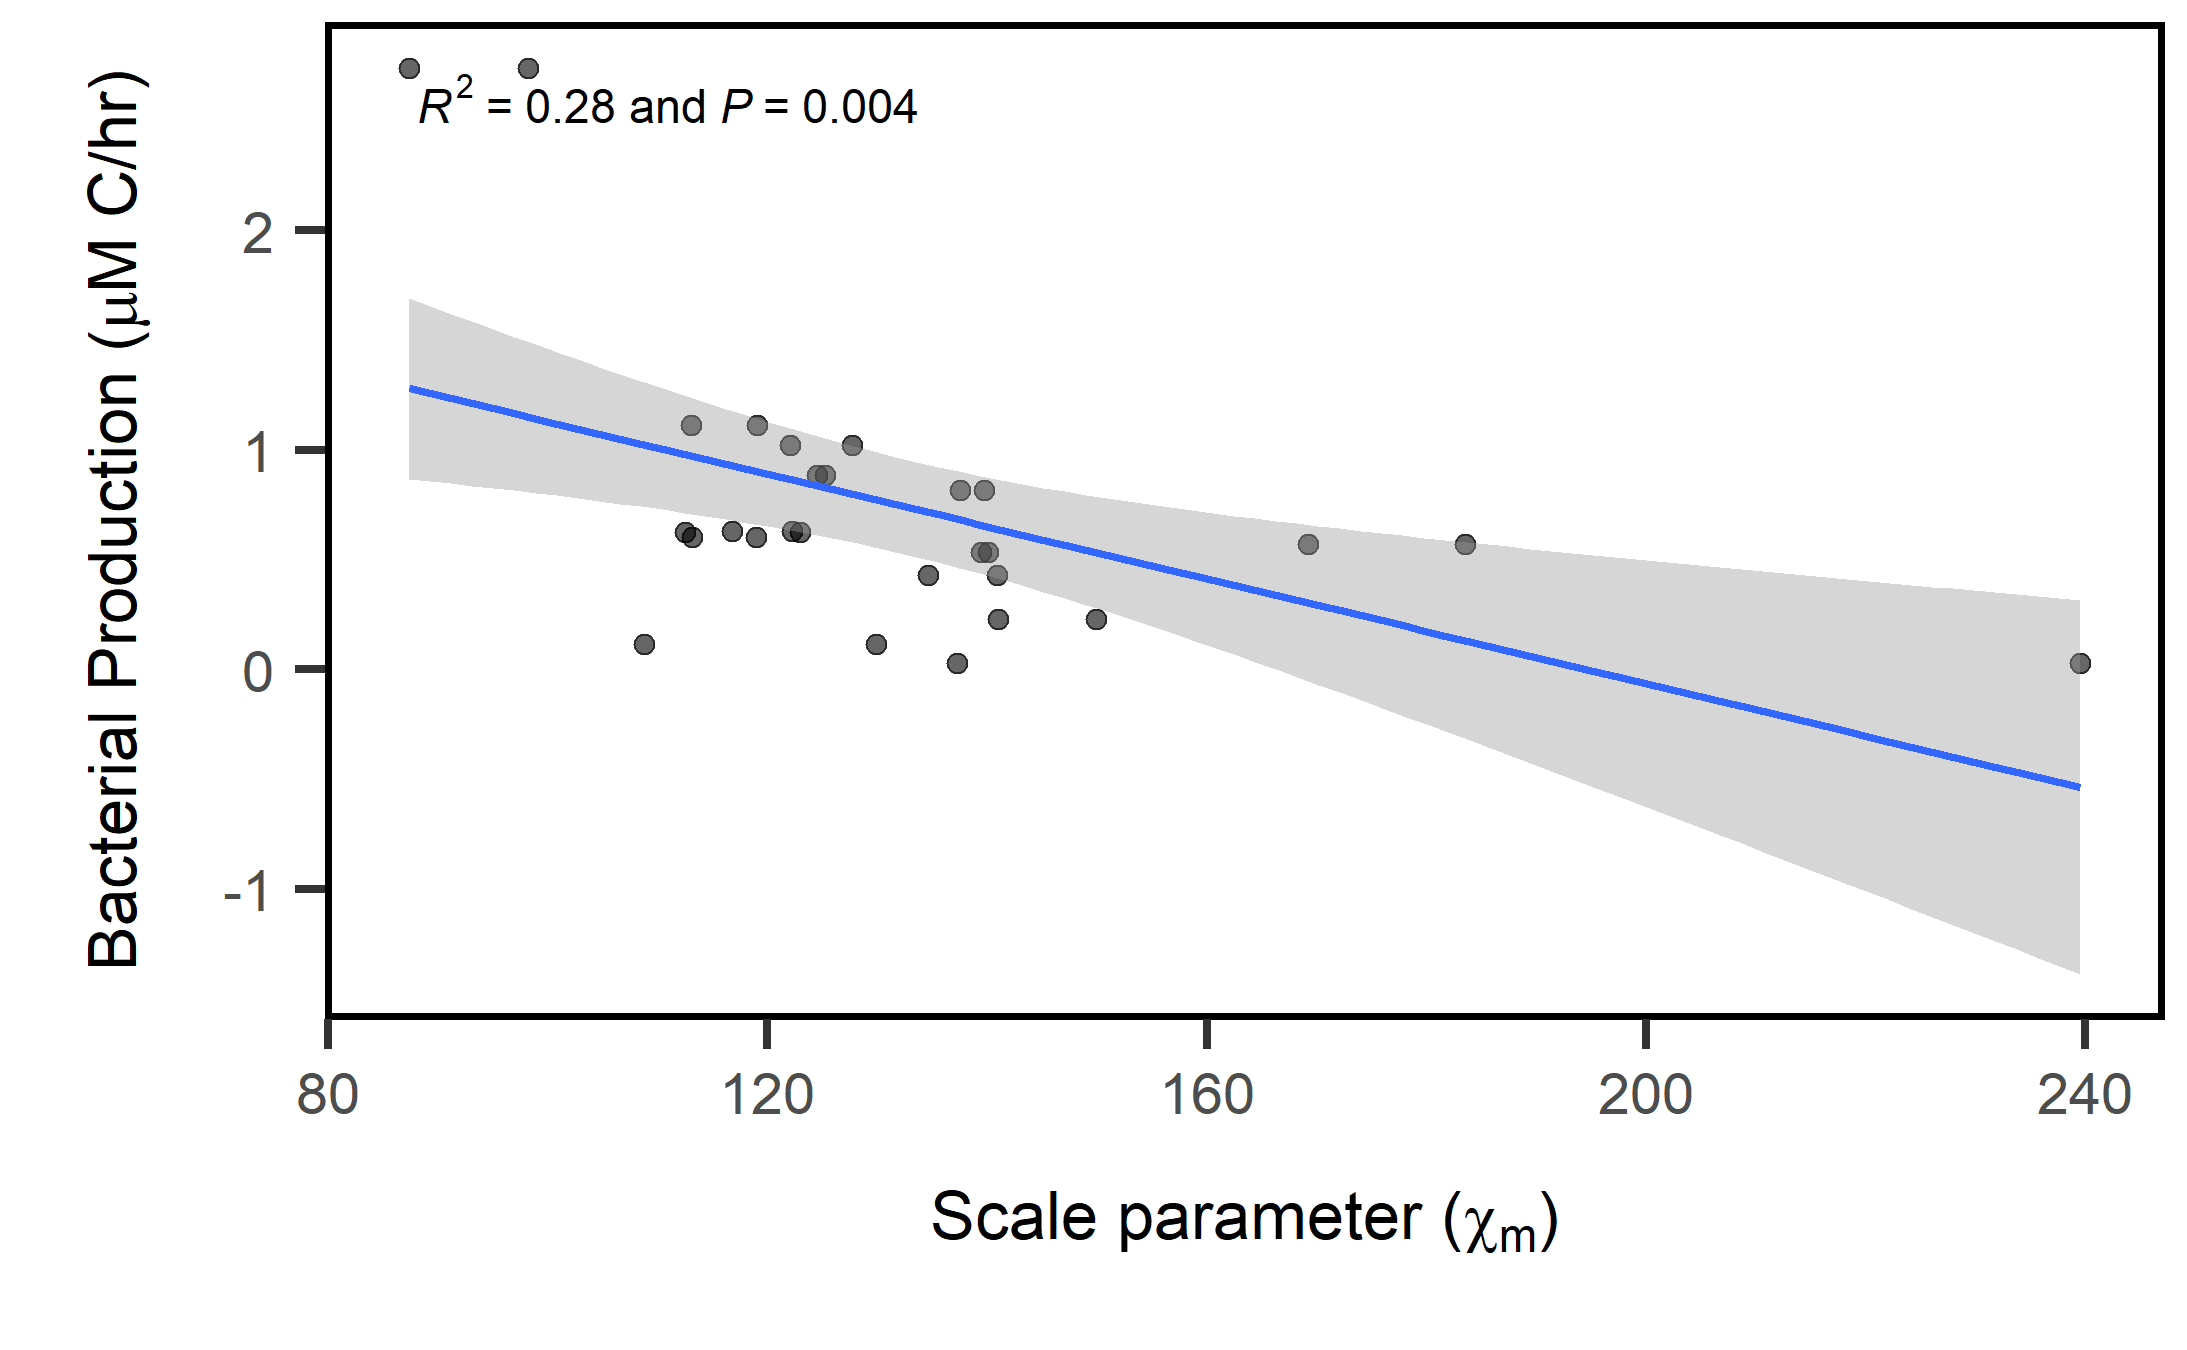 R² = 0.28 and P = 0.004
Bacterial Production (μM C/hr)
2
1
0
-1
80 120 160 200 240
Scale parameter (χm)